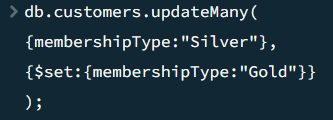 > db.customers.updateMany(
{membershipType:"Silver"},
{$set:{membershipType:"Gold"}}
);